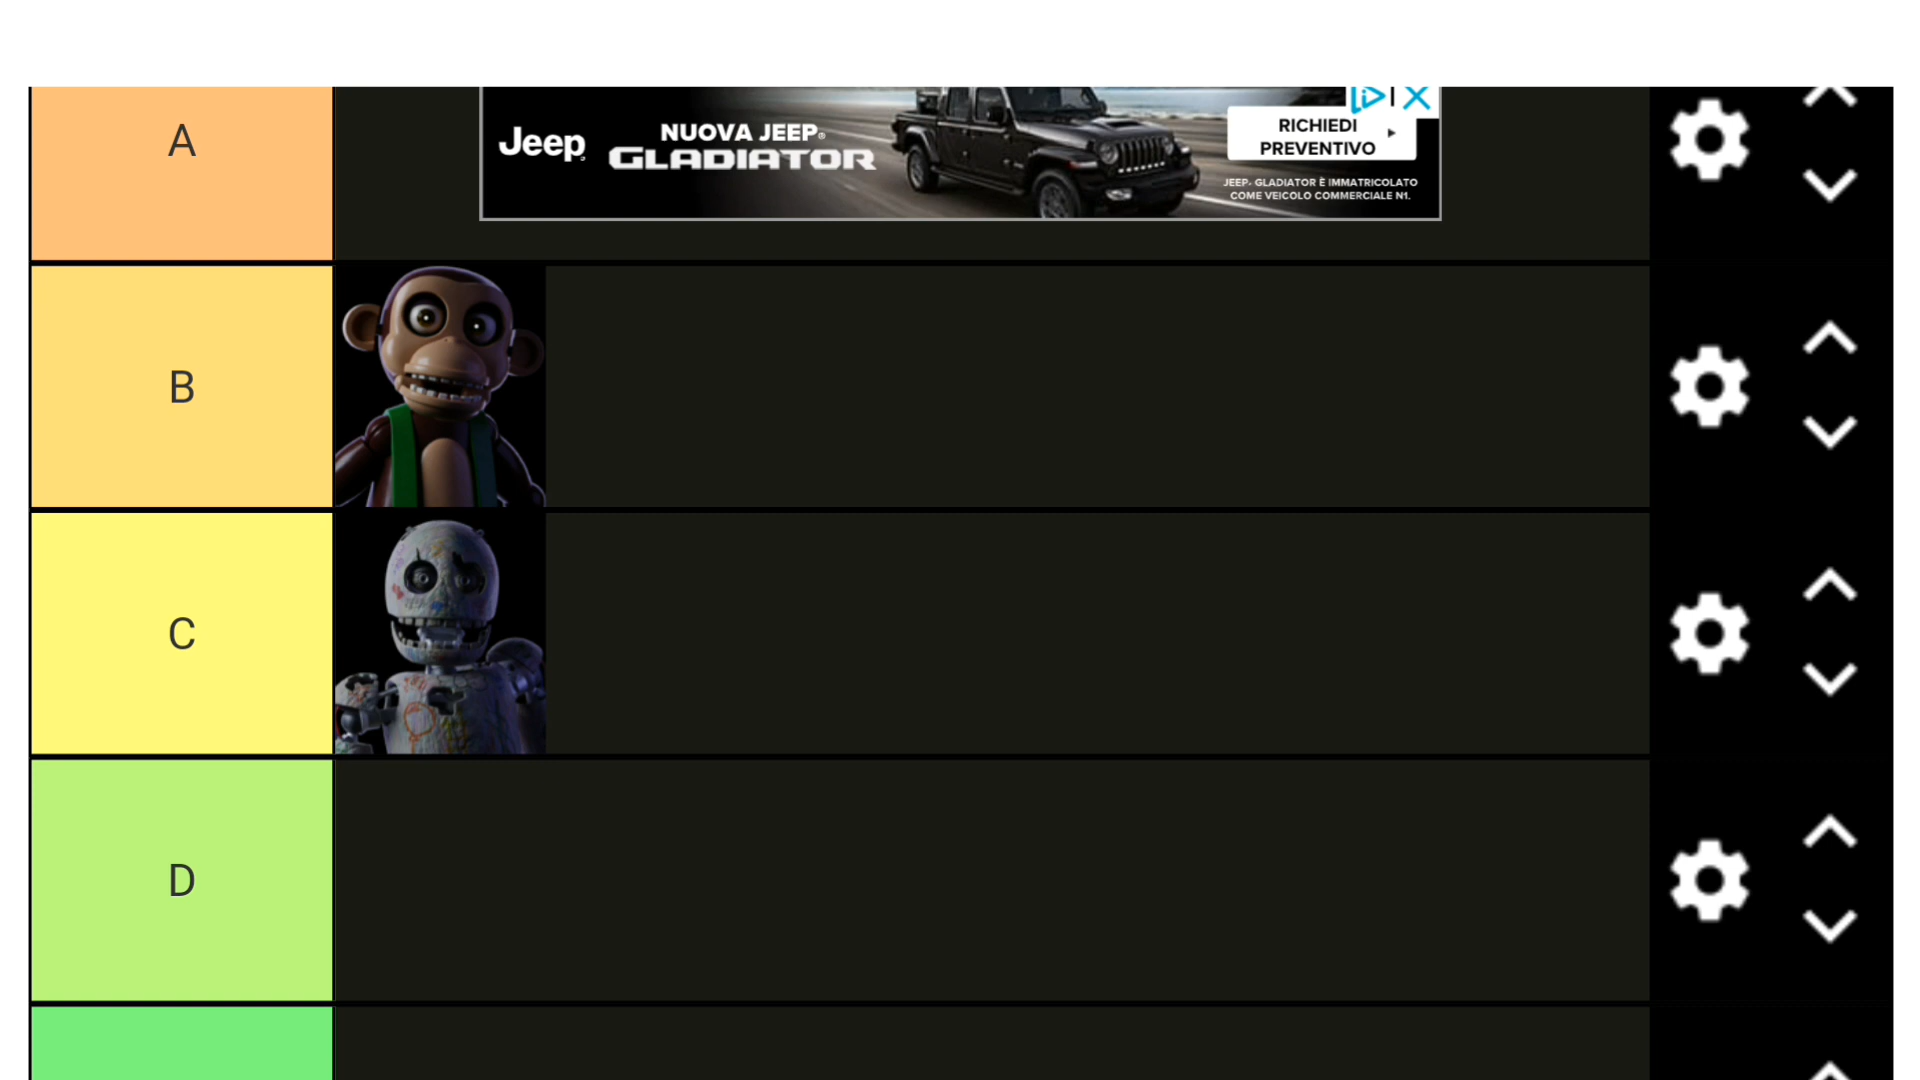 A
Jeep
NUOVA JEEP®
GLADIATOR
RICHIEDI
PREVENTIVO
JEEP® GLADIATOR È IMMATRICOLATO
COME VEICOLO COMMERCIALE N1.
B
C
D